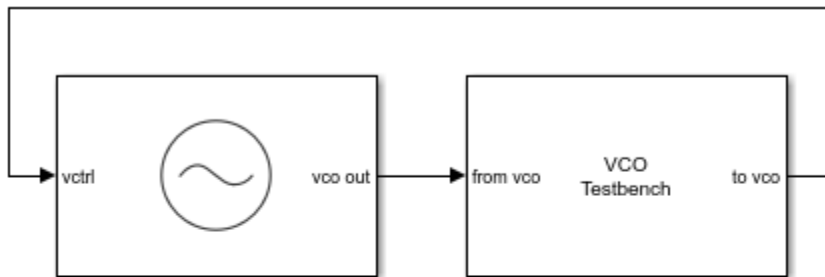 vctrl
vco out
from vco
VCO
Testbench
to vco